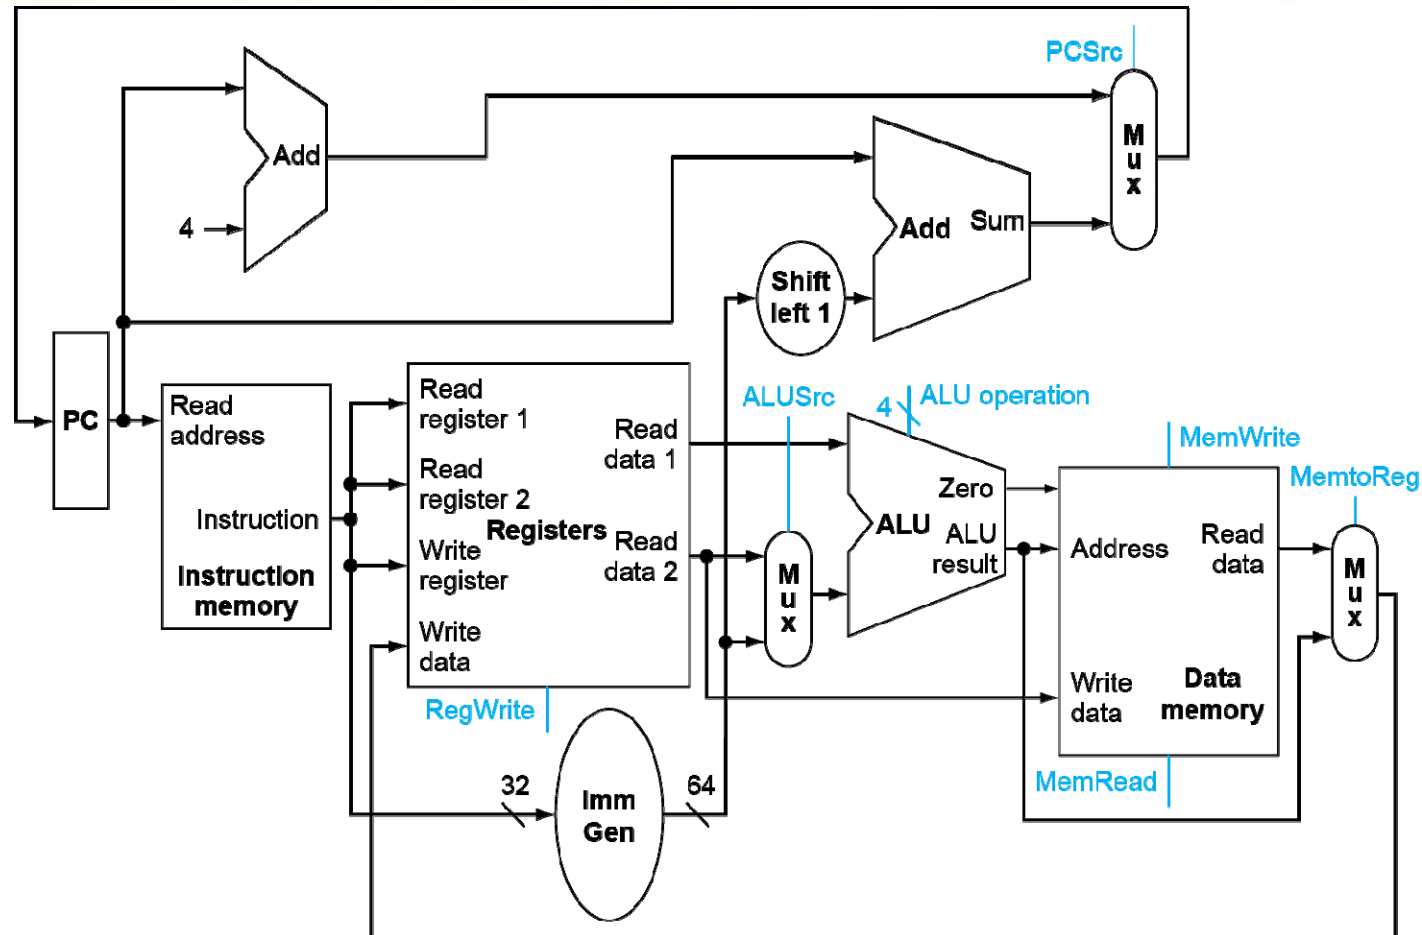 PCSrc
Add
4
M
u
x
Add Sum
Shift
left 1
PC
Read
address
Instruction
Instruction
memory
Read
register 1
Read
register 2
Write
register
Write
data
Registers
Read
data 1
Read
data 2
RegWrite
ALUSrc
M
u
x
4
ALU operation
Zero
ALU
ALU
result
MemWrite
Address
Read
data
Write
data
Data
memory
MemRead
MemtoReg
M
u
x
32
Imm
Gen
64